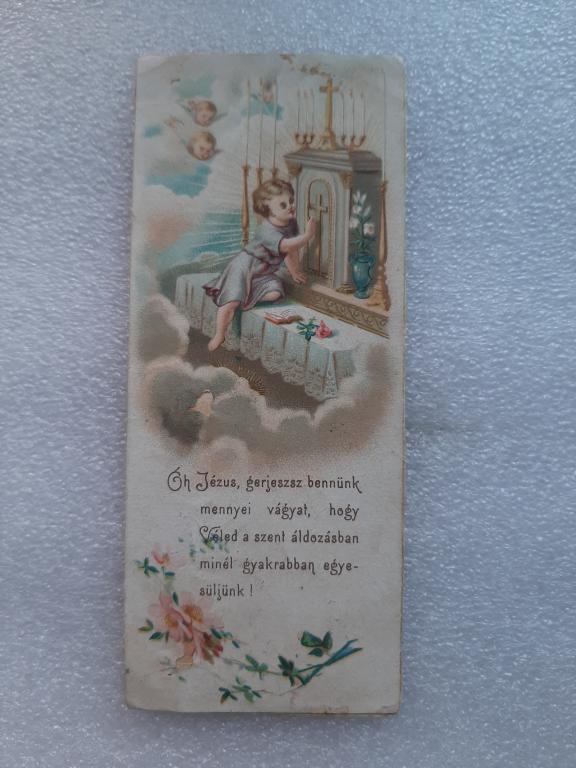 Óh Jézus, gerjeszsz bennünk
mennyei vágyat, hogy
Véled a szent áldozásban
minél gyakrabban egye-
süljünk !